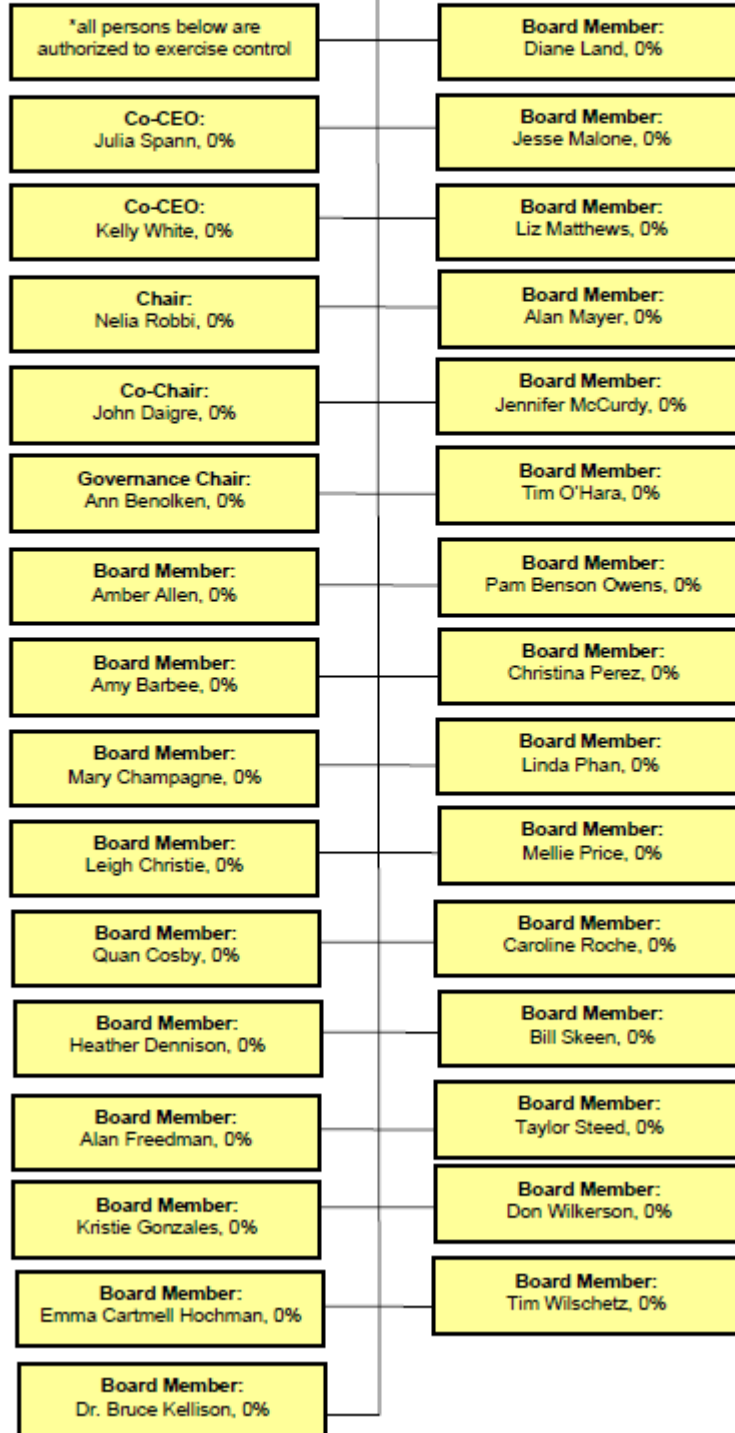 *all persons below are
authorized to exercise control
Board Member:
Diane Land, 0%
Co-CEO:
Julia Spann, 0%
Board Member:
Jesse Malone, 0%
Co-CEO:
Kelly White, 0%
Board Member:
Liz Matthews, 0%
Chair:
Nelia Robbi, 0%
Board Member:
Alan Mayer, 0%
Co-Chair:
John Daigre, 0%
Board Member:
Jennifer McCurdy, 0%
Governance Chair:
Ann Benolken, 0%
Board Member:
Tim O'Hara, 0%
Board Member:
Amber Allen, 0%
Board Member:
Pam Benson Owens, 0%
Board Member:
Amy Barbee, 0%
Board Member:
Christina Perez, 0%
Board Member:
Mary Champagne, 0%
Board Member:
Linda Phan, 0%
Board Member:
Leigh Christie, 0%
Board Member:
Mellie Price, 0%
Board Member:
Quan Cosby, 0%
Board Member:
Caroline Roche, 0%
Board Member:
Heather Dennison, 0%
Board Member:
Bill Skeen, 0%
Board Member:
Alan Freedman, 0%
Board Member:
Taylor Steed, 0%
Board Member:
Kristie Gonzales, 0%
Board Member:
Don Wilkerson, 0%
Board Member:
Emma Cartmell Hochman, 0%
Board Member:
Tim Wilschetz, 0%
Board Member:
Dr. Bruce Kellison, 0%